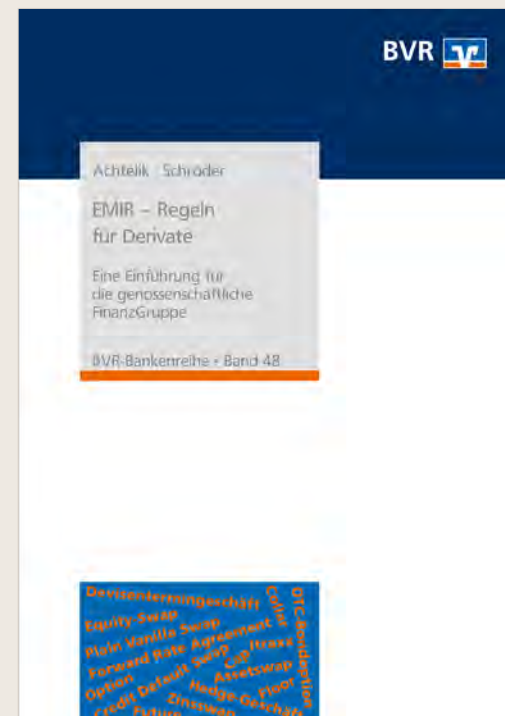 BVR
Achtelik Schröder
EMIR – Regeln
für Derivate
Eine Einführung für
die genossenschaftliche
FinanzGruppe
BVR-Bankenreihe • Band 48
Devisentermingeschäft
Equity-Swap
Plain Vanilla Swap
Forward Rate Agreement
Option
Credit Default Swap
Collar
OTC-Bondoption
Cap
Itraxx
Assetswap
Hedge-Geschäft
Floor
Zinsswap
Future